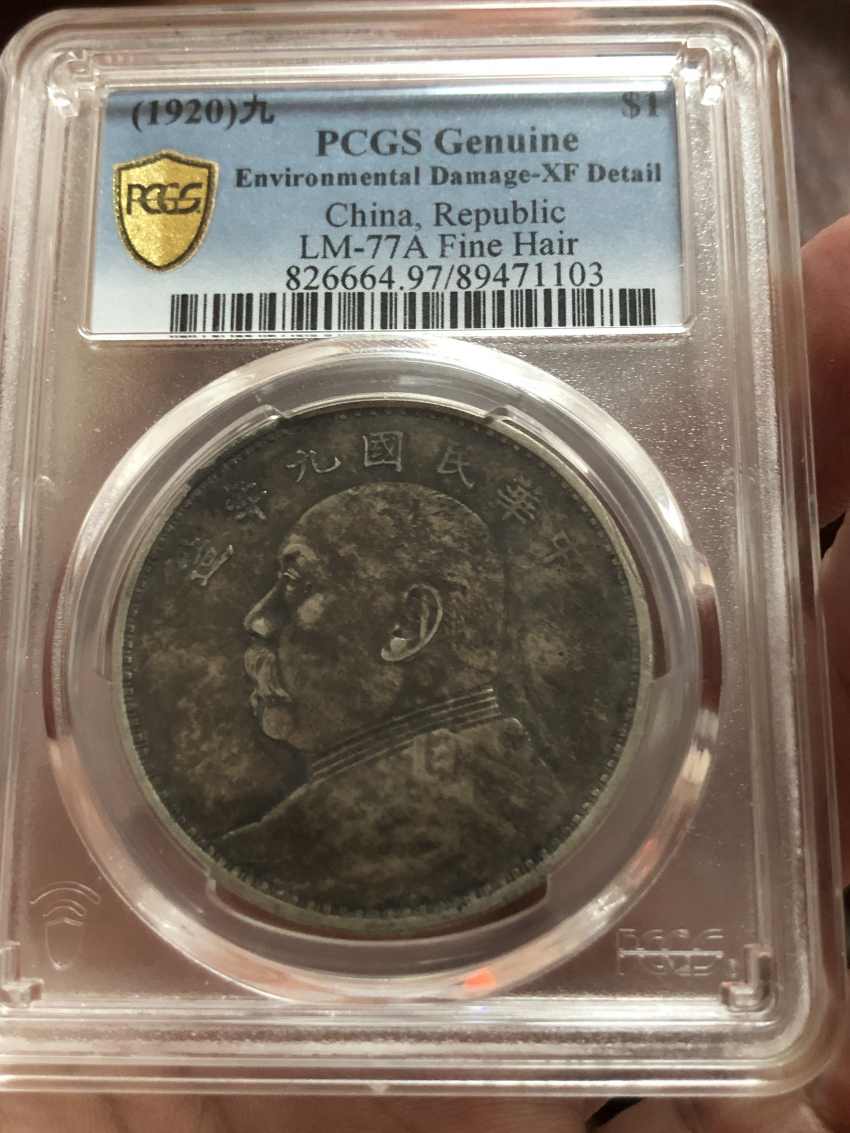 (1920)九 $1
PCGS Genuine
Environmental Damage-XF Detail
PCGS
China, Republic
LM-77A Fine Hair
826664.97/89471103
造年九國民華中
PCGS